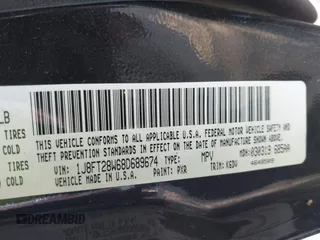 LB
TIRES
COLD
TIRES
COLD
THIS VEHICLE CONFORMS TO ALL APPLICABLE U.S.A. FEDERAL MOTOR VEHICLE SAFETY AND
THEFT PREVENTION STANDARDS IN EFFECT ON THE DATE OF MANUFACTURE SHOWN ABOVE.
VIN: 1J8FT28W68D689674 TYPE: MPV
VEHICLE MADE IN U.S.A. PAINT: PXR TRIM: K6DV
DREAMBID